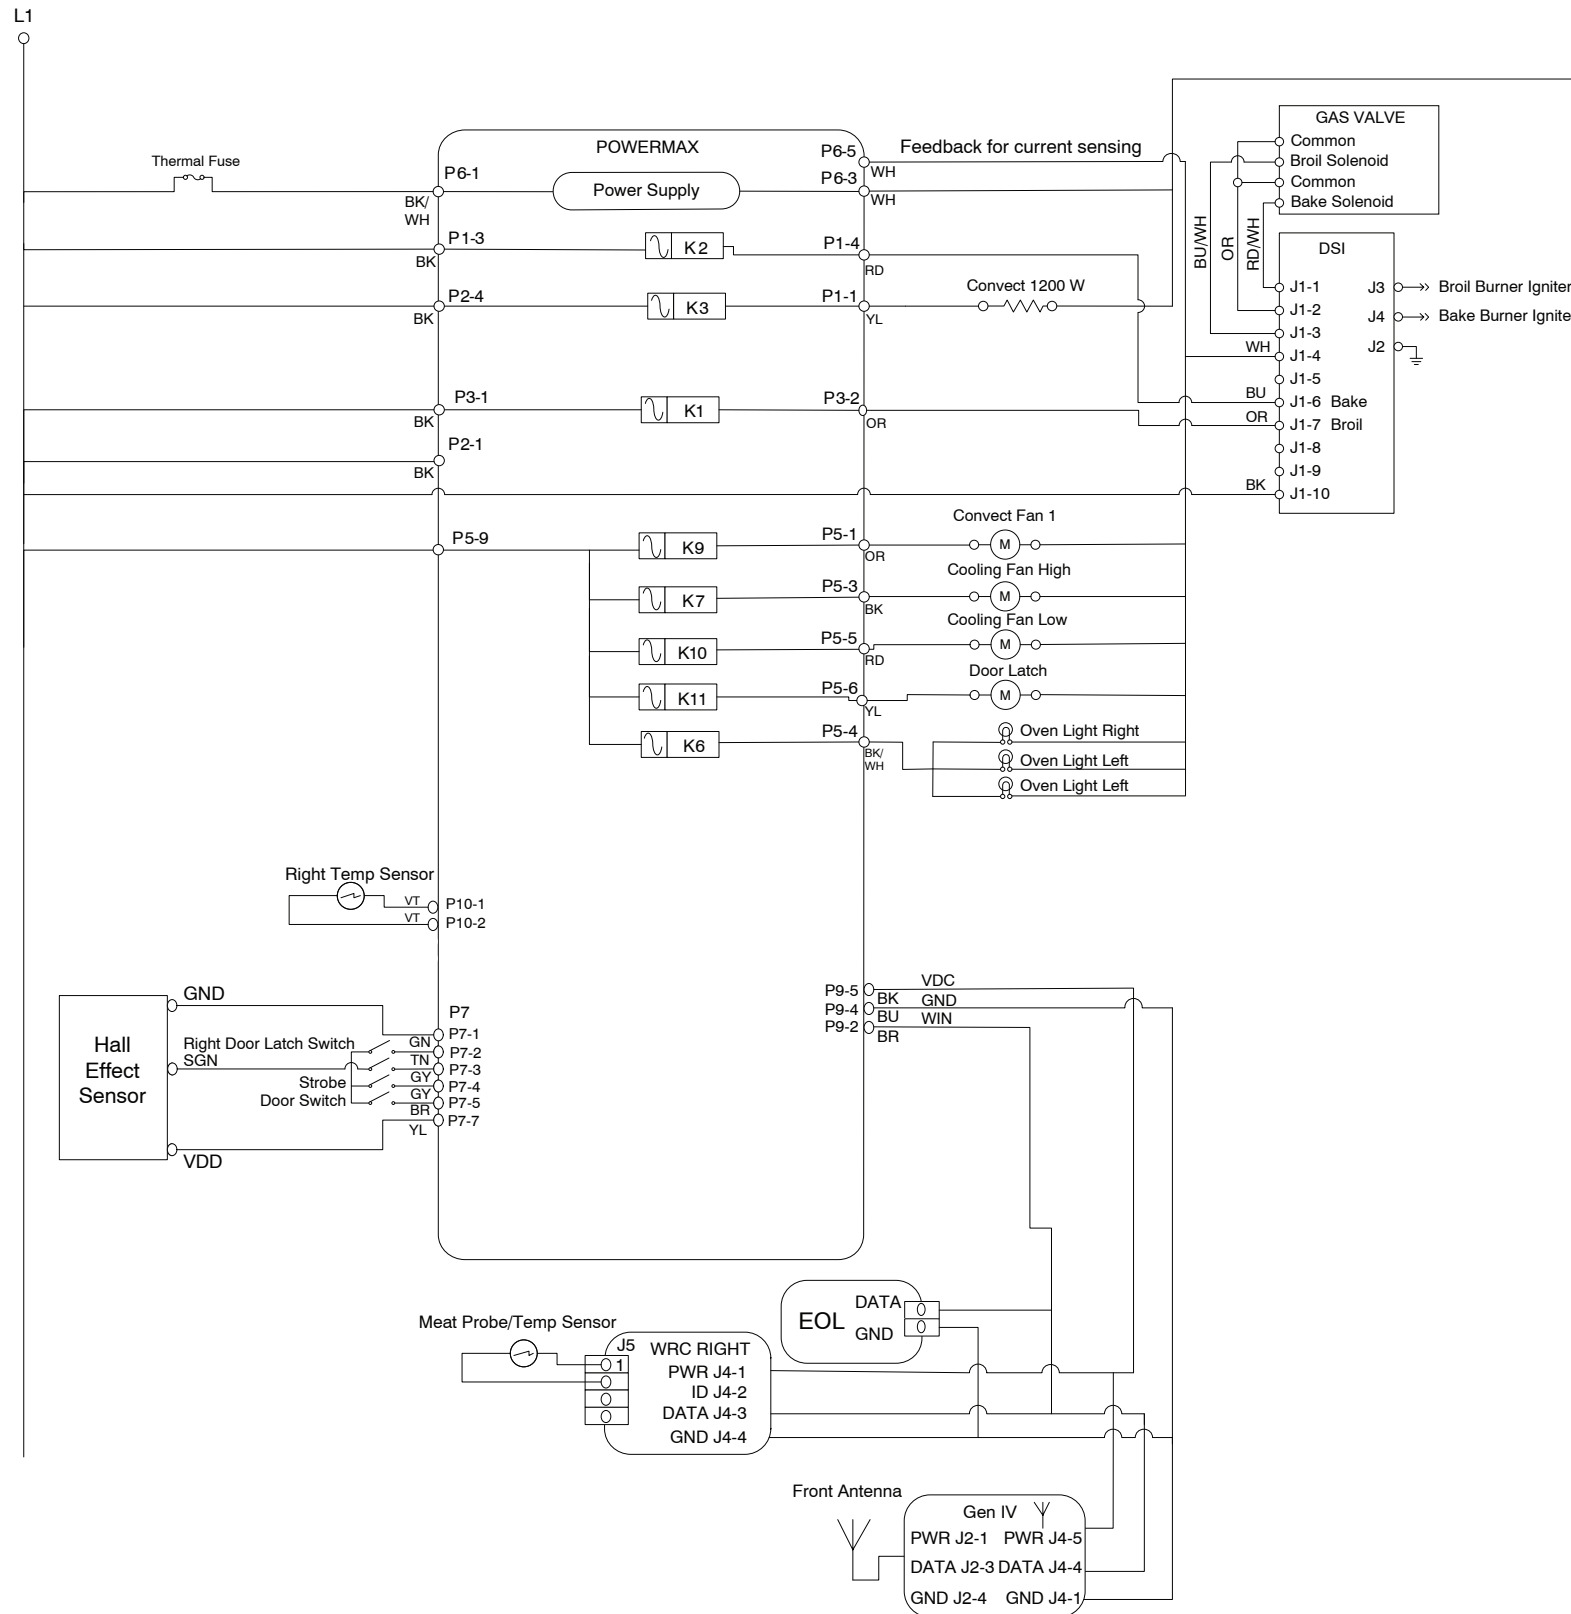 L1
GAS VALVE
Common
Broil Solenoid
Common
Bake Solenoid
POWERMAX
P6-5
Feedback for current sensing
WH
Thermal Fuse
P6-1
BK/
WH
Power Supply
P6-3
WH
BU/WH
OR
RD/WH
P1-3
BK
K2
P1-4
RD
P2-4
BK
K3
P1-1
YL
Convect 1200 W
DSI
J1-1
J1-2
J1-3
WH
J1-4
J1-5
BU
J1-6 Bake
OR
J1-7 Broil
J1-8
J1-9
BK
J1-10
J3
Broil Burner Igniter
J4
Bake Burner Ignite
J2
P3-1
BK
K1
P3-2
OR
P2-1
BK
P5-9
K9
P5-1
OR
Convect Fan 1
M
K7
P5-3
BK
Cooling Fan High
M
K10
P5-5
RD
Cooling Fan Low
M
K11
P5-6
YL
Door Latch
M
K6
P5-4
BK/
WH
Oven Light Right
Oven Light Left
Oven Light Left
Right Temp Sensor
VT
P10-1
VT
P10-2
Hall
Effect
Sensor
GND
SGN
VDD
Right Door Latch Switch
Strobe
Door Switch
P7
P7-1
GN
P7-2
TN
P7-3
GY
P7-4
GY
P7-5
BR
P7-7
YL
P9-5
VDC
BK
P9-4
GND
BU
P9-2
WIN
BR
EOL
DATA
GND
Meat Probe/Temp Sensor
J5
1
WRC RIGHT
PWR J4-1
ID J4-2
DATA J4-3
GND J4-4
Front Antenna
Gen IV
PWR J2-1 PWR J4-5
DATA J2-3 DATA J4-4
GND J2-4 GND J4-1